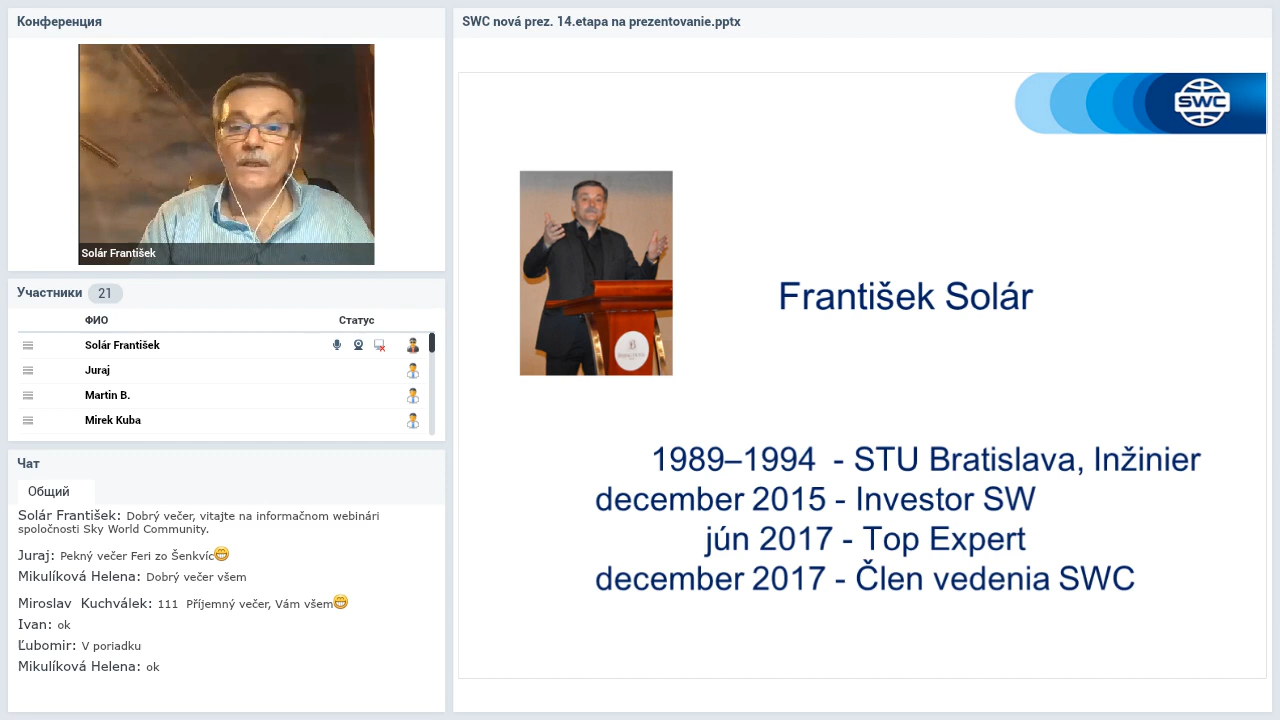 Конференция
Solár František
Участники 21
ФИО Статус
Solár František
Juraj
Martin B.
Mirek Kuba
Чат
Общий
Solár František: Dobrý večer, vitajte na informačnom webinári
spoločnosti Sky World Community.
Juraj: Pekný večer Feri zo Šenkvíc
Mikulíková Helena: Dobrý večer všem
Miroslav Kuchválek: 111 Příjemný večer, Vám všem
Ivan: ok
Ľubomir: V poriadku
Mikulíková Helena: ok
SWC nová prez. 14.etapa na prezentovanie.pptx
SWC
František Solár
1989–1994 - STU Bratislava, Inžinier
december 2015 - Investor SW
jún 2017 - Top Expert
december 2017 - Člen vedenia SWC